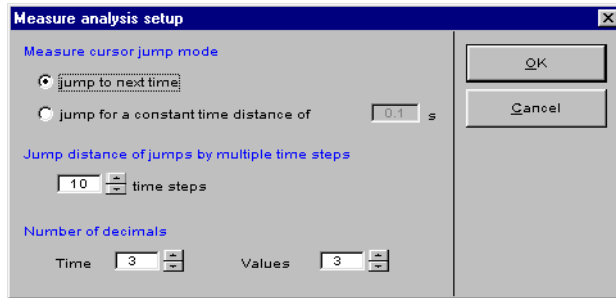 Measure analysis setup
Measure cursor jump mode
jump to next time
jump for a constant time distance of 0.1 s
Jump distance of jumps by multiple time steps
10 time steps
Number of decimals
Time 3 Values 3
OK
Cancel